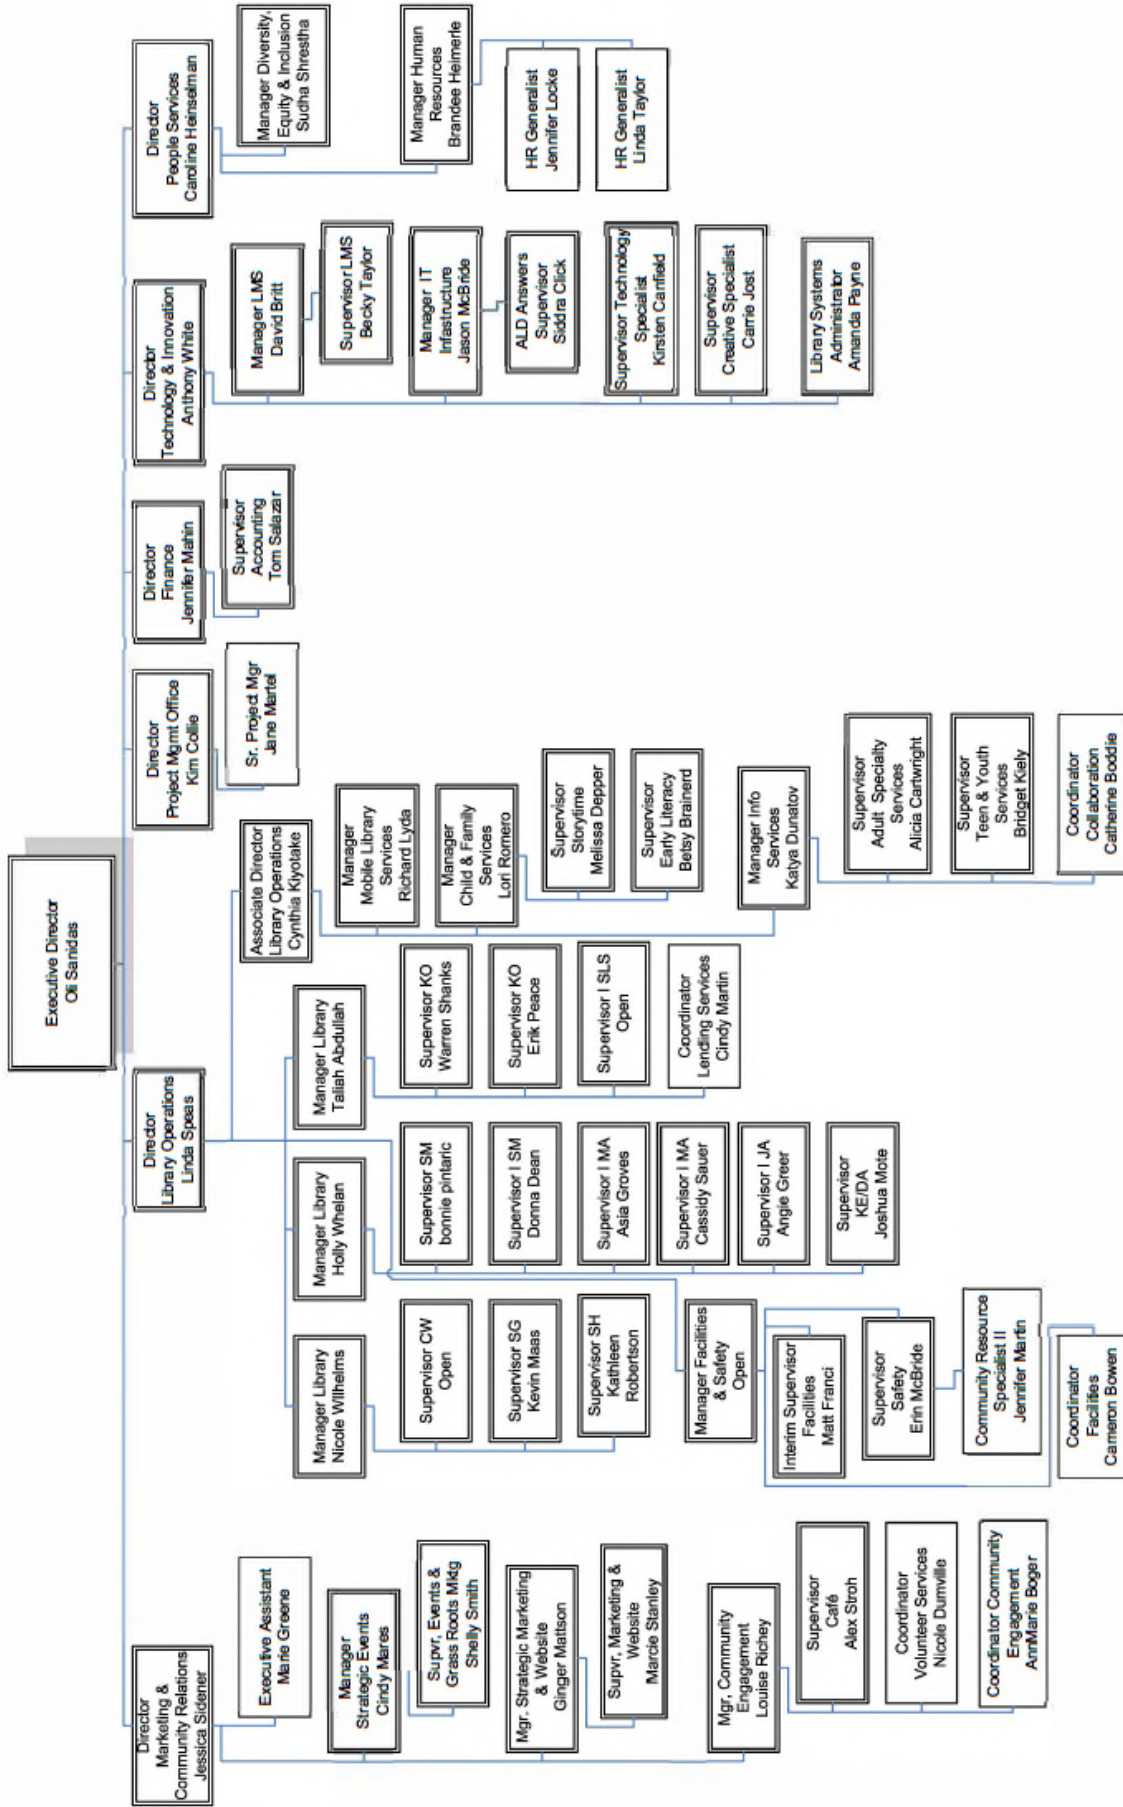 Executive Director
Oli Sanidas
Director
Marketing &
Community Relations
Jessica Sidener
Executive Assistant
Marie Greene
Manager
Strategic Events
Cindy Mares
Supvr, Events &
Grass Roots Mktg
Shelly Smith
Mgr. Strategic Marketing
& Website
Ginger Mattson
Supvr, Marketing &
Website
Marcie Stanley
Mgr, Community
Engagement
Louise Richey
Supervisor
Café
Alex Stroh
Coordinator
Volunteer Services
Nicole Dumville
Coordinator Community
Engagement
AnnMarie Boger
Director
Library Operations
Linda Speas
Manager Library
Nicole Wilhelms
Supervisor CW
Open
Supervisor SG
Kevin Maas
Supervisor SH
Kathleen
Robertson
Manager Library
Holly Whelan
Supervisor SM
bonnie pintaric
Supervisor I SM
Donna Dean
Supervisor I MA
Asia Groves
Supervisor I MA
Cassidy Sauer
Supervisor I JA
Angie Greer
Supervisor
KE/DA
Joshua Mote
Manager Library
Taliah Abdullah
Supervisor KO
Warren Shanks
Supervisor KO
Erik Peace
Supervisor I SLS
Open
Coordinator
Lending Services
Cindy Martin
Manager Facilities
& Safety
Open
Interim Supervisor
Facilities
Matt Franci
Supervisor
Safety
Erin McBride
Community Resource
Specialist II
Jennifer Martin
Coordinator
Facilities
Cameron Bowen
Associate Director
Library Operations
Cynthia Kiyotake
Manager
Mobile Library
Services
Richard Lyda
Manager
Child & Family
Services
Lori Romero
Supervisor
Storytime
Melissa Depper
Supervisor
Early Literacy
Betsy Brainerd
Manager Info
Services
Katya Dunatov
Supervisor
Adult Specialty
Services
Alicia Cartwright
Supervisor
Teen & Youth
Services
Bridget Kiely
Coordinator
Collaboration
Catherine Boddie
Director
Project Mgmt Office
Kim Collie
Sr. Project Mgr
Jane Martel
Director
Finance
Jennifer Mahin
Supervisor
Accounting
Tom Salazar
Director
Technology & Innovation
Anthony White
Manager LMS
David Britt
Supervisor LMS
Becky Taylor
Manager IT
Infastructure
Jason McBride
ALD Answers
Supervisor
Siddra Click
Supervisor Technology
Specialist
Kirsten Canfield
Supervisor
Creative Specialist
Carrie Jost
Library Systems
Administrator
Amanda Payne
Director
People Services
Caroline Heinselman
Manager Diversity,
Equity & Inclusion
Sudha Shrestha
Manager Human
Resources
Brandee Heimerle
HR Generalist
Jennifer Locke
HR Generalist
Linda Taylor